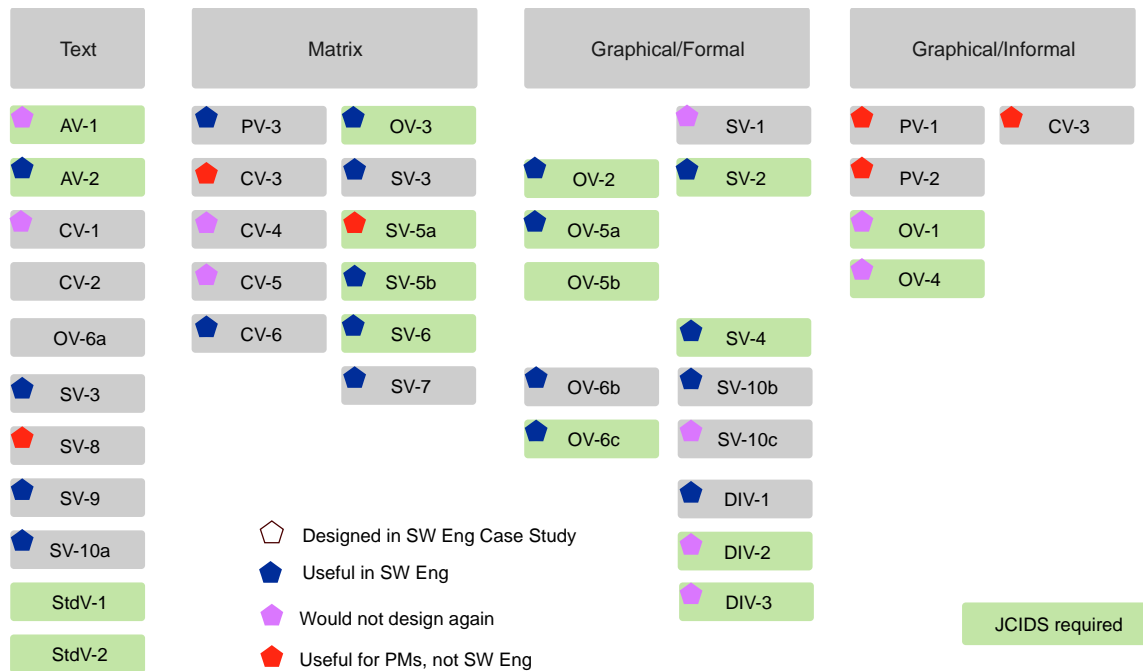 Text
Matrix
Graphical/Formal
Graphical/Informal
AV-1
PV-3
OV-3
SV-1
PV-1
CV-3
AV-2
CV-3
SV-3
OV-2
SV-2
PV-2
CV-1
CV-4
SV-5a
OV-5a
OV-1
CV-2
CV-5
SV-5b
OV-5b
OV-4
OV-6a
CV-6
SV-6
SV-4
SV-3
SV-7
OV-6b
SV-10b
SV-8
OV-6c
SV-10c
SV-9
DIV-1
SV-10a
Designed in SW Eng Case Study
DIV-2
Useful in SW Eng
StdV-1
Would not design again
DIV-3
JCIDS required
StdV-2
Useful for PMs, not SW Eng